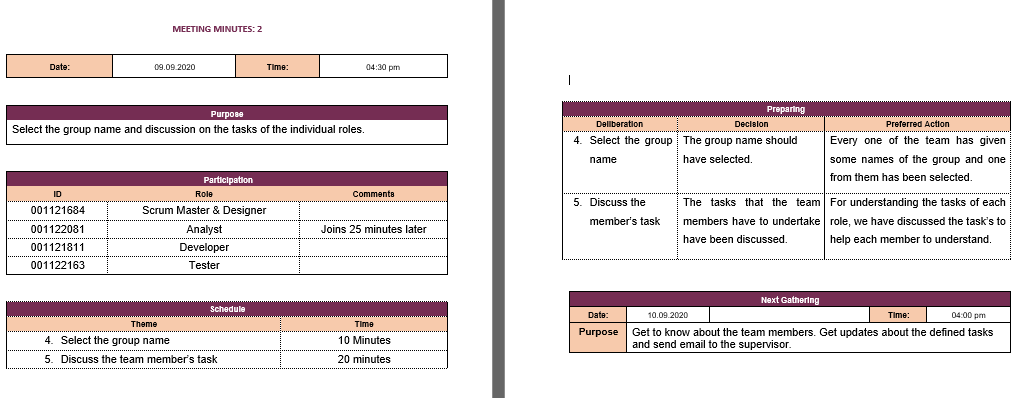 MEETING MINUTES: 2
Date: 09.09.2020 Time: 04:30 pm
Purpose
Select the group name and discussion on the tasks of the individual roles.
Participation
ID Role Comments
001121684 Scrum Master & Designer
001122081 Analyst Joins 25 minutes later
001121811 Developer
001122163 Tester
Schedule
Theme Time
4. Select the group name 10 Minutes
5. Discuss the team member's task 20 minutes
Preparing
Deliberation Decision Preferred Action
4. Select the group The group name should Every one of the team has given
name have selected. some names of the group and one
from them has been selected.
5. Discuss the The tasks that the team For understanding the tasks of each
member's task members have to undertake role, we have discussed the task's to
have been discussed. help each member to understand.
Next Gathering
Date: 10.09.2020 Time: 04:00 pm
Purpose Get to know about the team members. Get updates about the defined tasks
and send email to the supervisor.